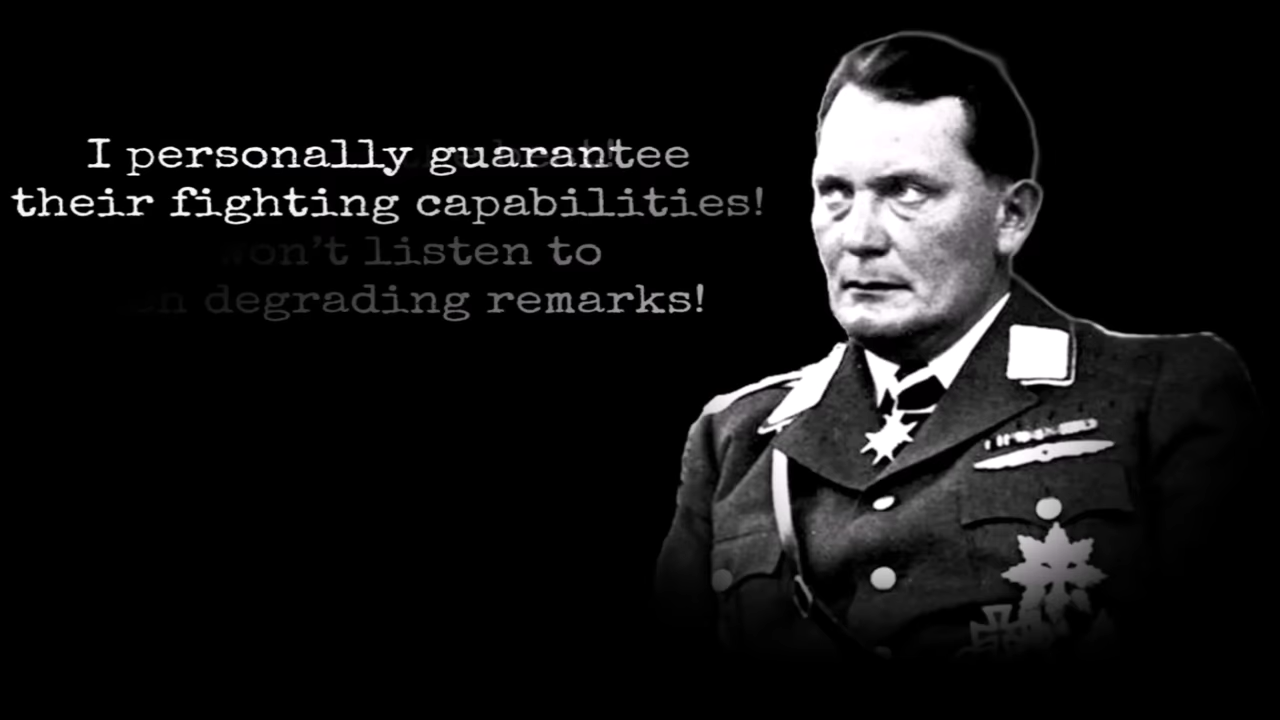 I personally guarantee
their fighting capabilities!
won't listen to
degrading remarks!